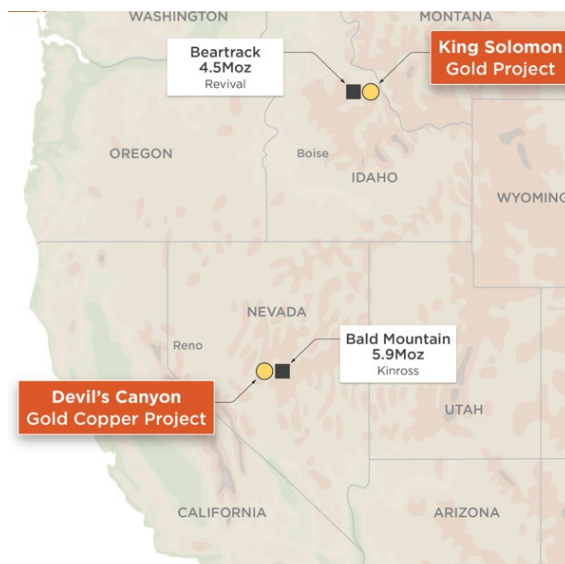 WASHINGTON
MONTANA
Beartrack
4.5Moz
Revival
King Solomon
Gold Project
OREGON
Boise
IDAHO
WYOMING
NEVADA
Reno
Bald Mountain
5.9Moz
Kinross
Devil's Canyon
Gold Copper Project
UTAH
CALIFORNIA
ARIZONA